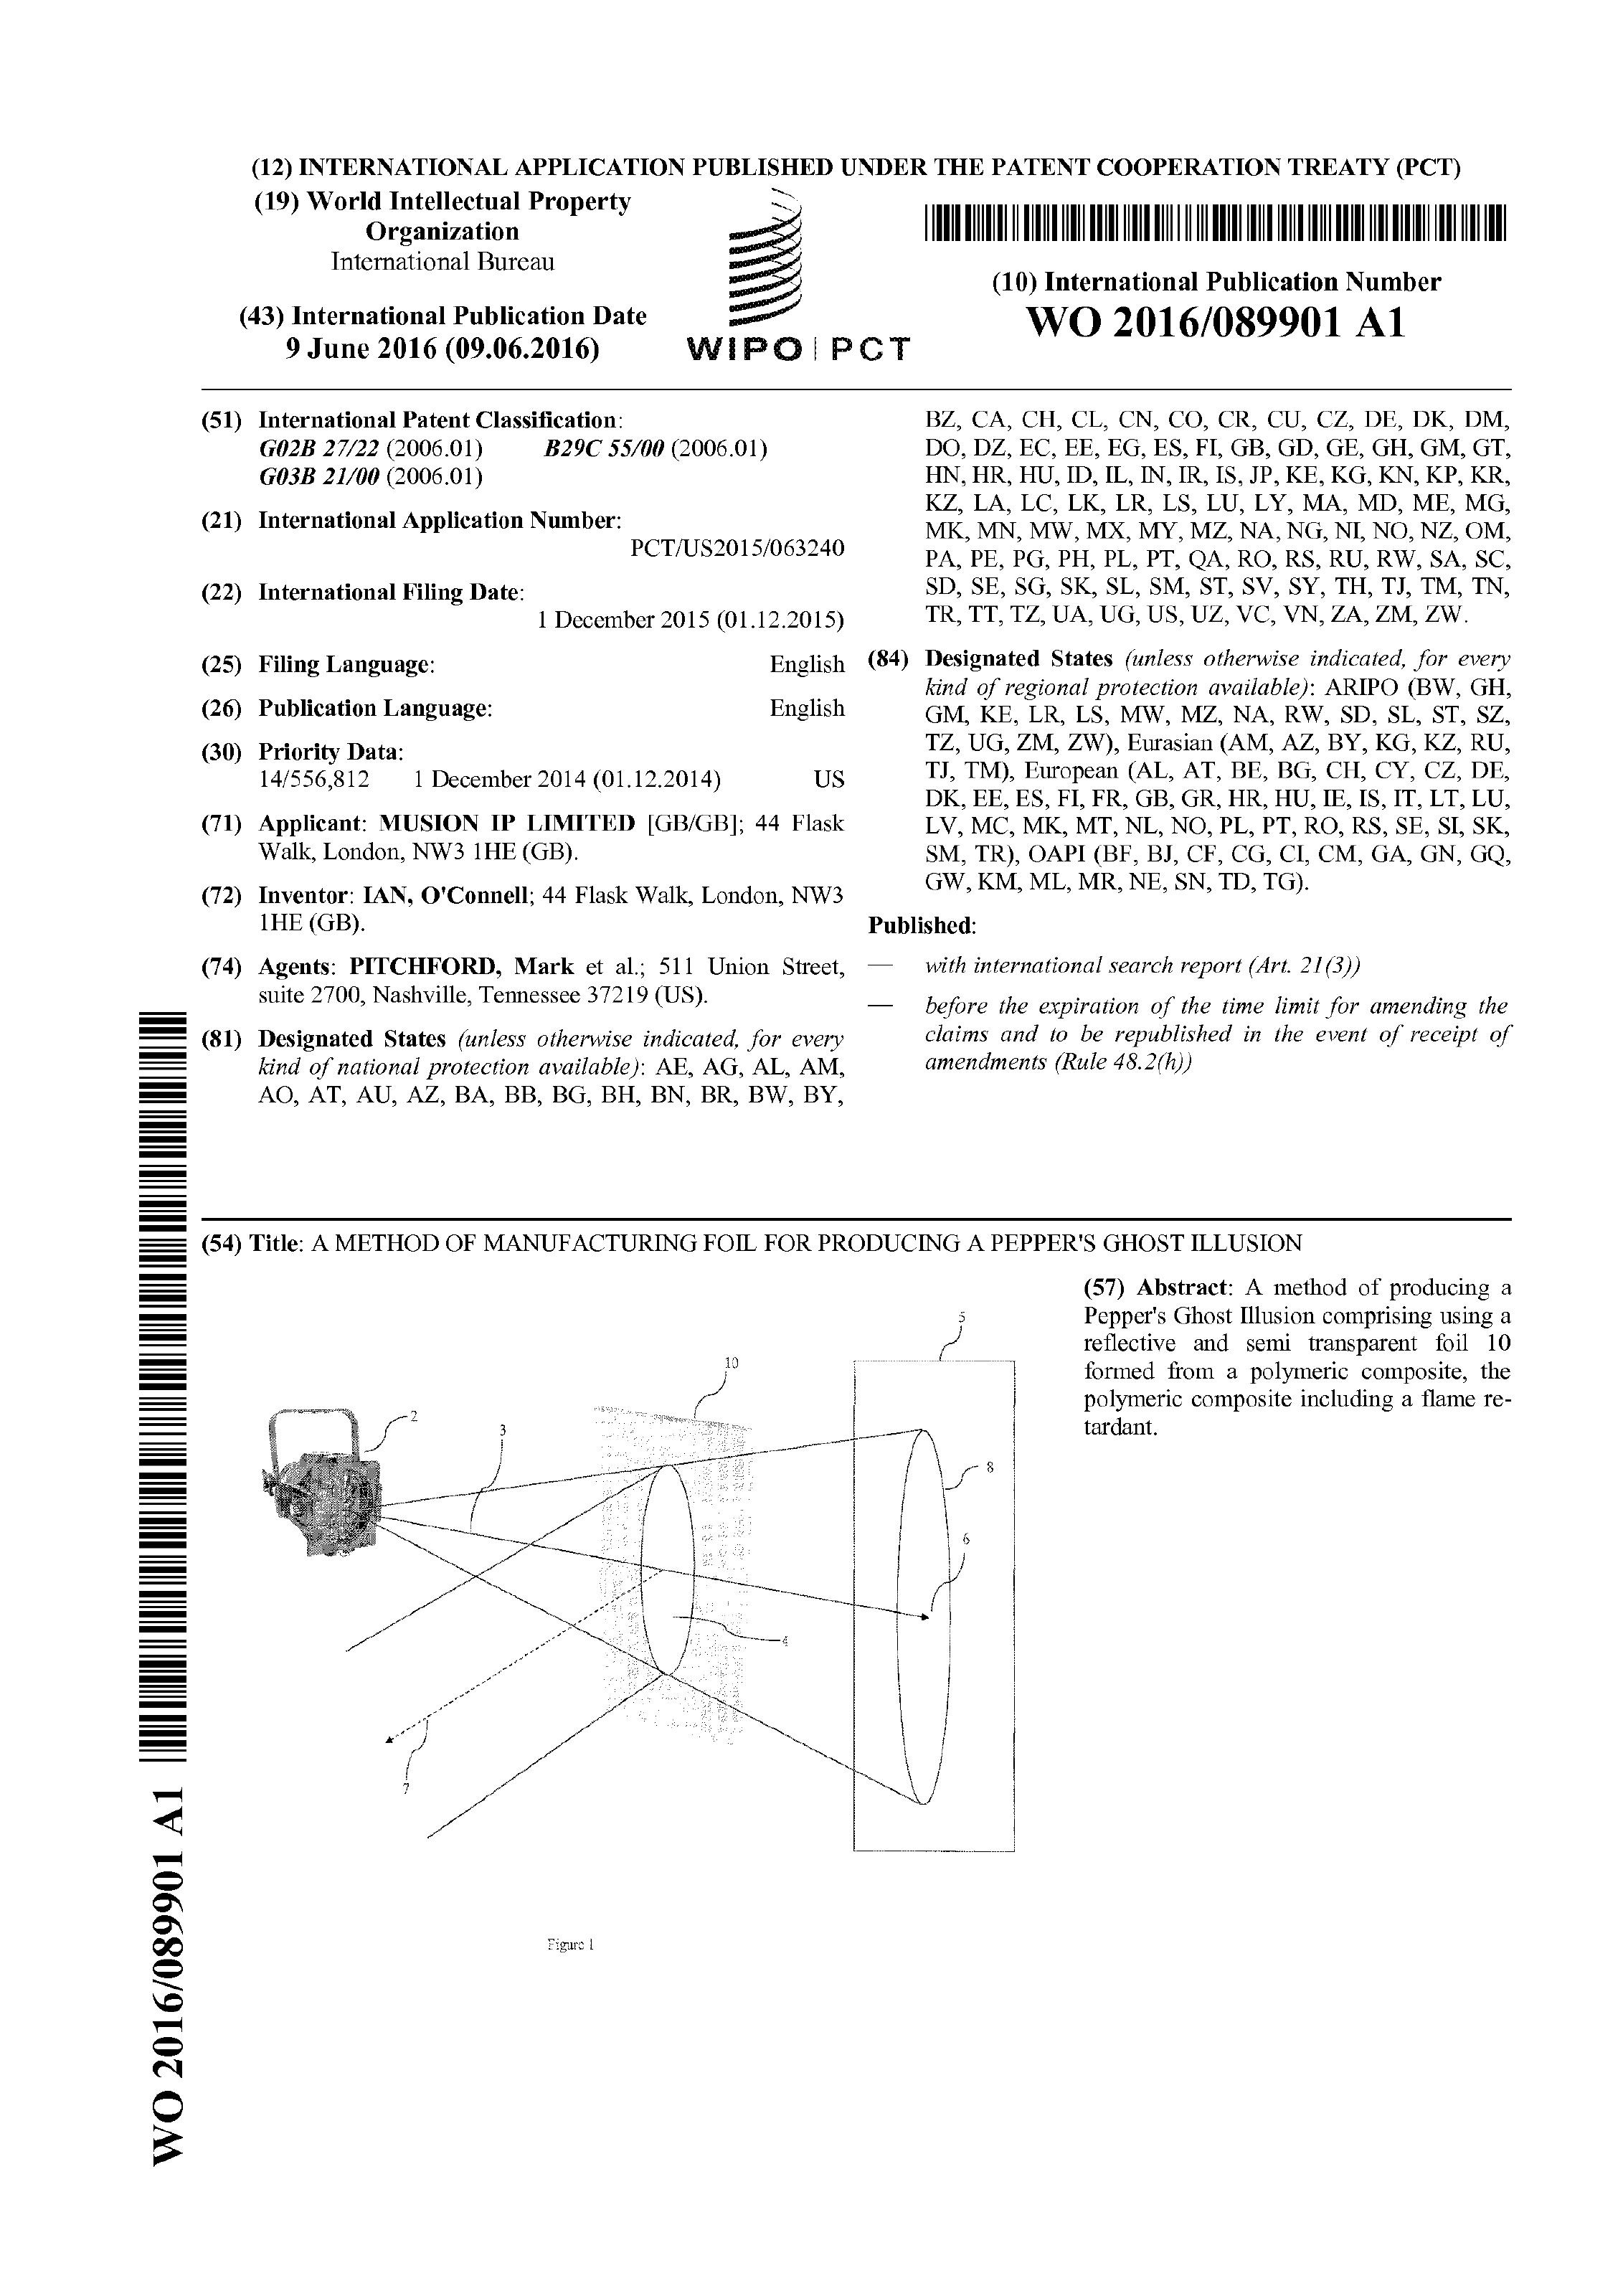 (12) INTERNATIONAL APPLICATION PUBLISHED UNDER THE PATENT COOPERATION TREATY (PCT)
(19) World Intellectual Property
Organization
International Bureau
(43) International Publication Date
9 June 2016 (09.06.2016)
WIPO | PCT
(10) International Publication Number
WO 2016/089901 A1
(51) International Patent Classification:
G02B 27/22 (2006.01) B29C 55/00 (2006.01)
G03B 21/00 (2006.01)
(21) International Application Number:
PCT/US2015/063240
(22) International Filing Date:
1 December 2015 (01.12.2015)
(25) Filing Language: English
(26) Publication Language: English
(30) Priority Data:
14/556,812 1 December 2014 (01.12.2014) US
(71) Applicant: MUSION IP LIMITED [GB/GB]; 44 Flask
Walk, London, NW3 1HE (GB).
(72) Inventor: IAN, O'Connell; 44 Flask Walk, London, NW3
1HE (GB).
(74) Agents: PITCHFORD, Mark et al.; 511 Union Street,
suite 2700, Nashville, Tennessee 37219 (US).
(81) Designated States (unless otherwise indicated, for every
kind of national protection available): AE, AG, AL, AM,
AO, AT, AU, AZ, BA, BB, BG, BH, BN, BR, BW, BY,
BZ, CA, CH, CL, CN, CO, CR, CU, CZ, DE, DK, DM,
DO, DZ, EC, EE, EG, ES, FI, GB, GD, GE, GH, GM, GT,
HN, HR, HU, ID, IL, IN, IR, IS, JP, KE, KG, KN, KP, KR,
KZ, LA, LC, LK, LR, LS, LU, LY, MA, MD, ME, MG,
MK, MN, MW, MX, MY, MZ, NA, NG, NI, NO, NZ, OM,
PA, PE, PG, PH, PL, PT, QA, RO, RS, RU, RW, SA, SC,
SD, SE, SG, SK, SL, SM, ST, SV, SY, TH, TJ, TM, TN,
TR, TT, TZ, UA, UG, US, UZ, VC, VN, ZA, ZM, ZW.
(84) Designated States (unless otherwise indicated, for every
kind of regional protection available): ARIPO (BW, GH,
GM, KE, LR, LS, MW, MZ, NA, RW, SD, SL, ST, SZ,
TZ, UG, ZM, ZW), Eurasian (AM, AZ, BY, KG, KZ, RU,
TJ, TM), European (AL, AT, BE, BG, CH, CY, CZ, DE,
DK, EE, ES, FI, FR, GB, GR, HR, HU, IE, IS, IT, LT, LU,
LV, MC, MK, MT, NL, NO, PL, PT, RO, RS, SE, SI, SK,
SM, TR), OAPI (BF, BJ, CF, CG, CI, CM, GA, GN, GQ,
GW, KM, ML, MR, NE, SN, TD, TG).
Published:
— with international search report (Art. 21(3))
— before the expiration of the time limit for amending the
claims and to be republished in the event of receipt of
amendments (Rule 48.2(h))
(54) Title: A METHOD OF MANUFACTURING FOIL FOR PRODUCING A PEPPER'S GHOST ILLUSION
(57) Abstract: A method of producing a
Pepper's Ghost Illusion comprising using a
reflective and semi transparent foil 10
formed from a polymeric composite, the
polymeric composite including a flame re-
tardant.
5
10
2
3
8
6
4
7
Figure 1
WO 2016/089901 A1